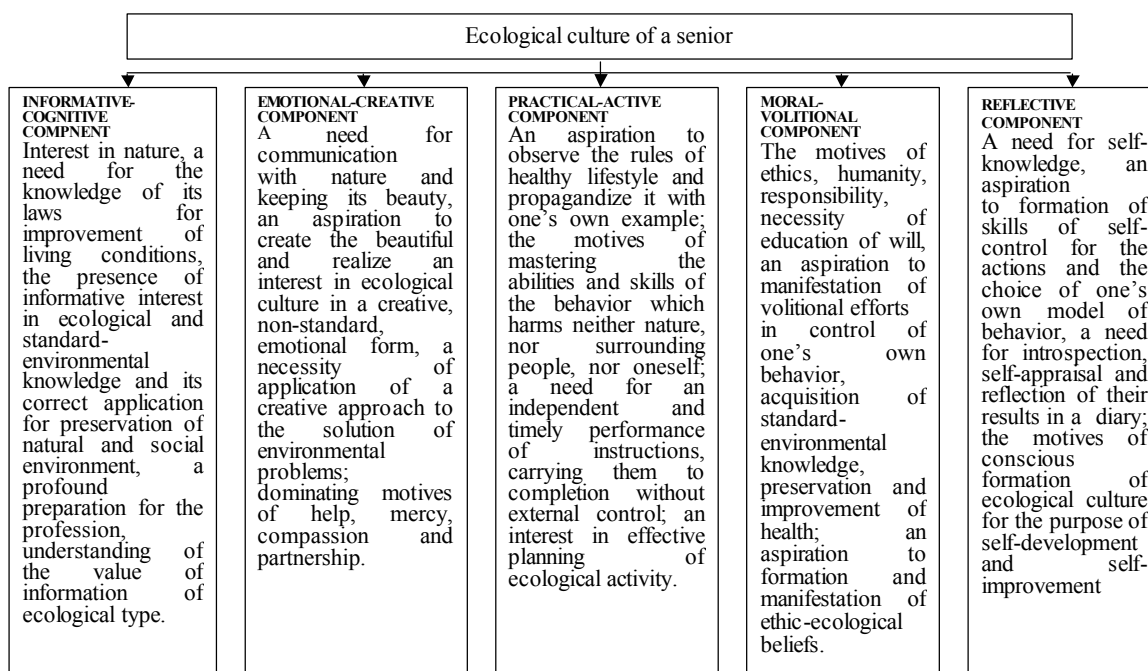 Ecological culture of a senior
INFORMATIVE-
COGNITIVE
COMPNENT
Interest in nature, a
need for the
knowledge of its
laws for
improvement of
living conditions,
the presence of
informative interest
in ecological and
standard-
environmental
knowledge and its
correct application
for preservation of
natural and social
environment, a
profound
preparation for the
profession,
understanding of
the value of
information of
ecological type.
EMOTIONAL-CREATIVE
COMPONENT
A need for
communication
with nature and
keeping its beauty,
an aspiration to
create the beautiful
and realize an
interest in ecological
culture in a creative,
non-standard,
emotional form, a
necessity of
application of a
creative approach to
the solution of
environmental
problems;
dominating motives
of help, mercy,
compassion and
partnership.
PRACTICAL-ACTIVE
COMPONENT
An aspiration to
observe the rules of
healthy lifestyle and
propagandize it with
one's own example;
the motives of
mastering the
abilities and skills of
the behavior which
harms neither nature,
nor surrounding
people, nor oneself;
a need for an
independent and
timely performance
of instructions,
carrying them to
completion without
external control; an
interest in effective
planning of
ecological activity.
MORAL-
VOLITIONAL
COMPONENT
The motives of
ethics, humanity,
responsibility,
necessity of
education of will,
an aspiration to
manifestation of
volitional efforts
in control of
one's own
behavior,
acquisition of
standard-
environmental
knowledge,
preservation and
improvement of
health; an
aspiration to
formation and
manifestation of
ethic-ecological
beliefs.
REFLECTIVE
COMPONENT
A need for self-
knowledge, an
aspiration
to formation of
skills of self-
control for the
actions and the
choice of one's
own model of
behavior, a need
for introspection,
self-appraisal and
reflection of their
results in a diary;
the motives of
conscious
formation of
ecological culture
for the purpose of
self-development
and self-
improvement